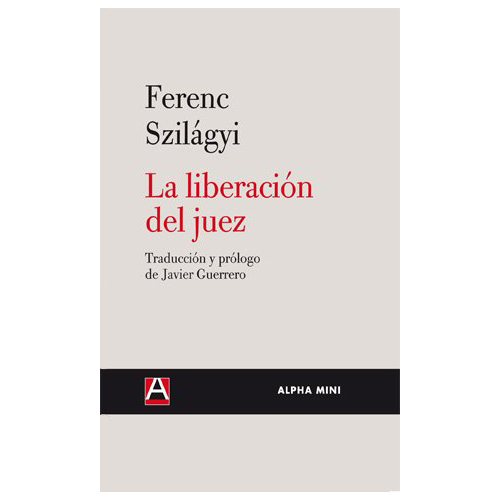 Ferenc
Szilágyi
La liberación
del juez
Traducción y prólogo
de Javier Guerrero
A
ALPHA MINI